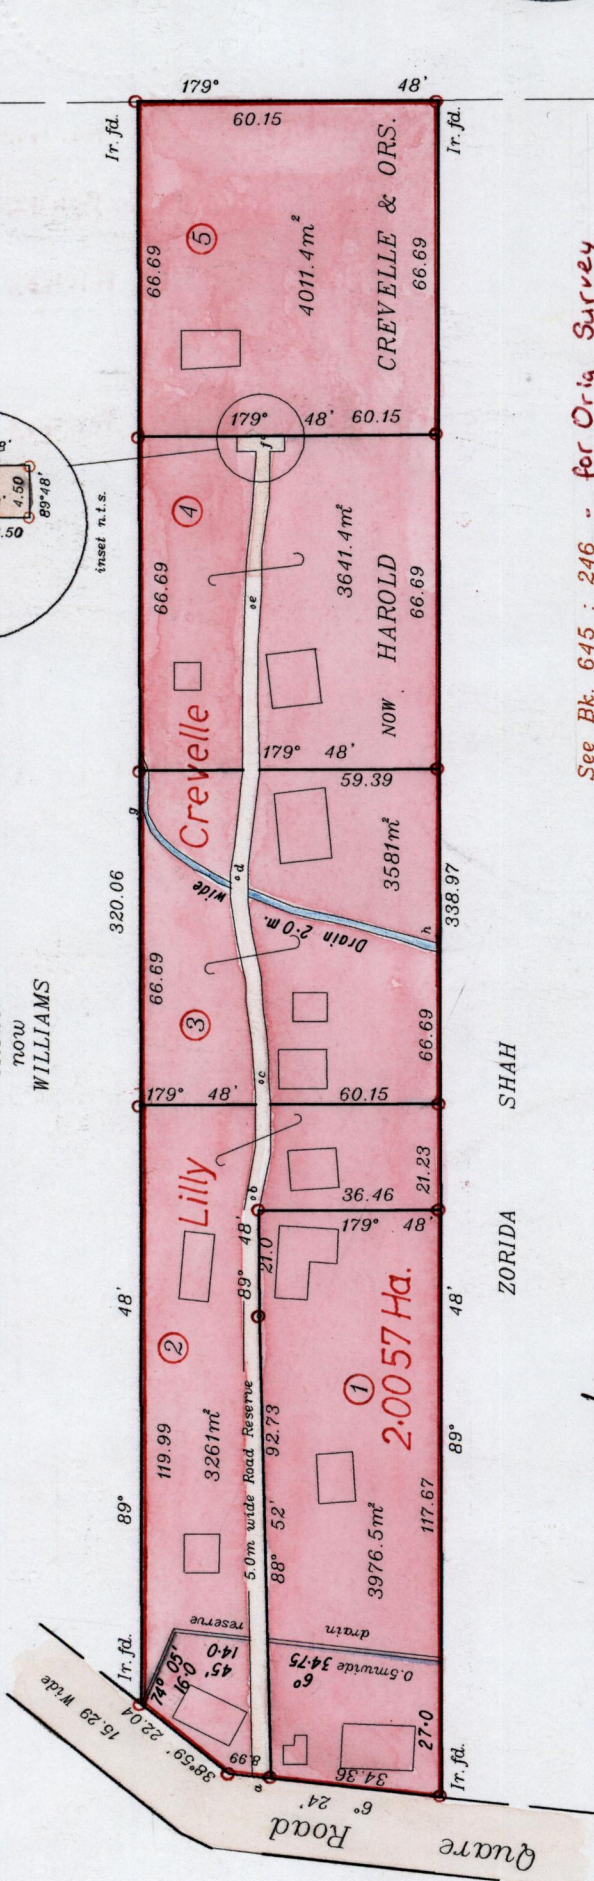 179° 48'
60.15
Ir. fd.
Ir. fd.
66.69
5
4011.4m²
CREVELLE & ORS.
66.69
179° 48' 60.15
f
4.50
89°48'
.50
8'
inset n.t.s.
4
66.69
e
3641.4m²
NOW HAROLD
66.69
179° 48'
59.39
Crevelle
g
d
3581m²
wide
Drain 2·0 m.
h
320.06
338.97
66.69
3
66.69
now
WILLIAMS
c
179° 48' 60.15
SHAH
ZORIDA
Lilly
b
36.46
21.23
179° 48'
89° 48'
21.0
2
1
2·0057 Ha.
89° 48'
89° 48'
119.99
3261m²
5.0m wide Road Reserve
92.73
88° 52'
3976.5m²
117.67
reserve
drain
0.5mwide 34·75
6° 45'
14·0
74° 05'
16·0
Ir. fd.
22.04
15.29 Wide
38°59'
8.99
a
34.36
27·0
Ir. fd.
6° 24'
Quare Road
See Bk. 645 : 246 - for Orig Survey